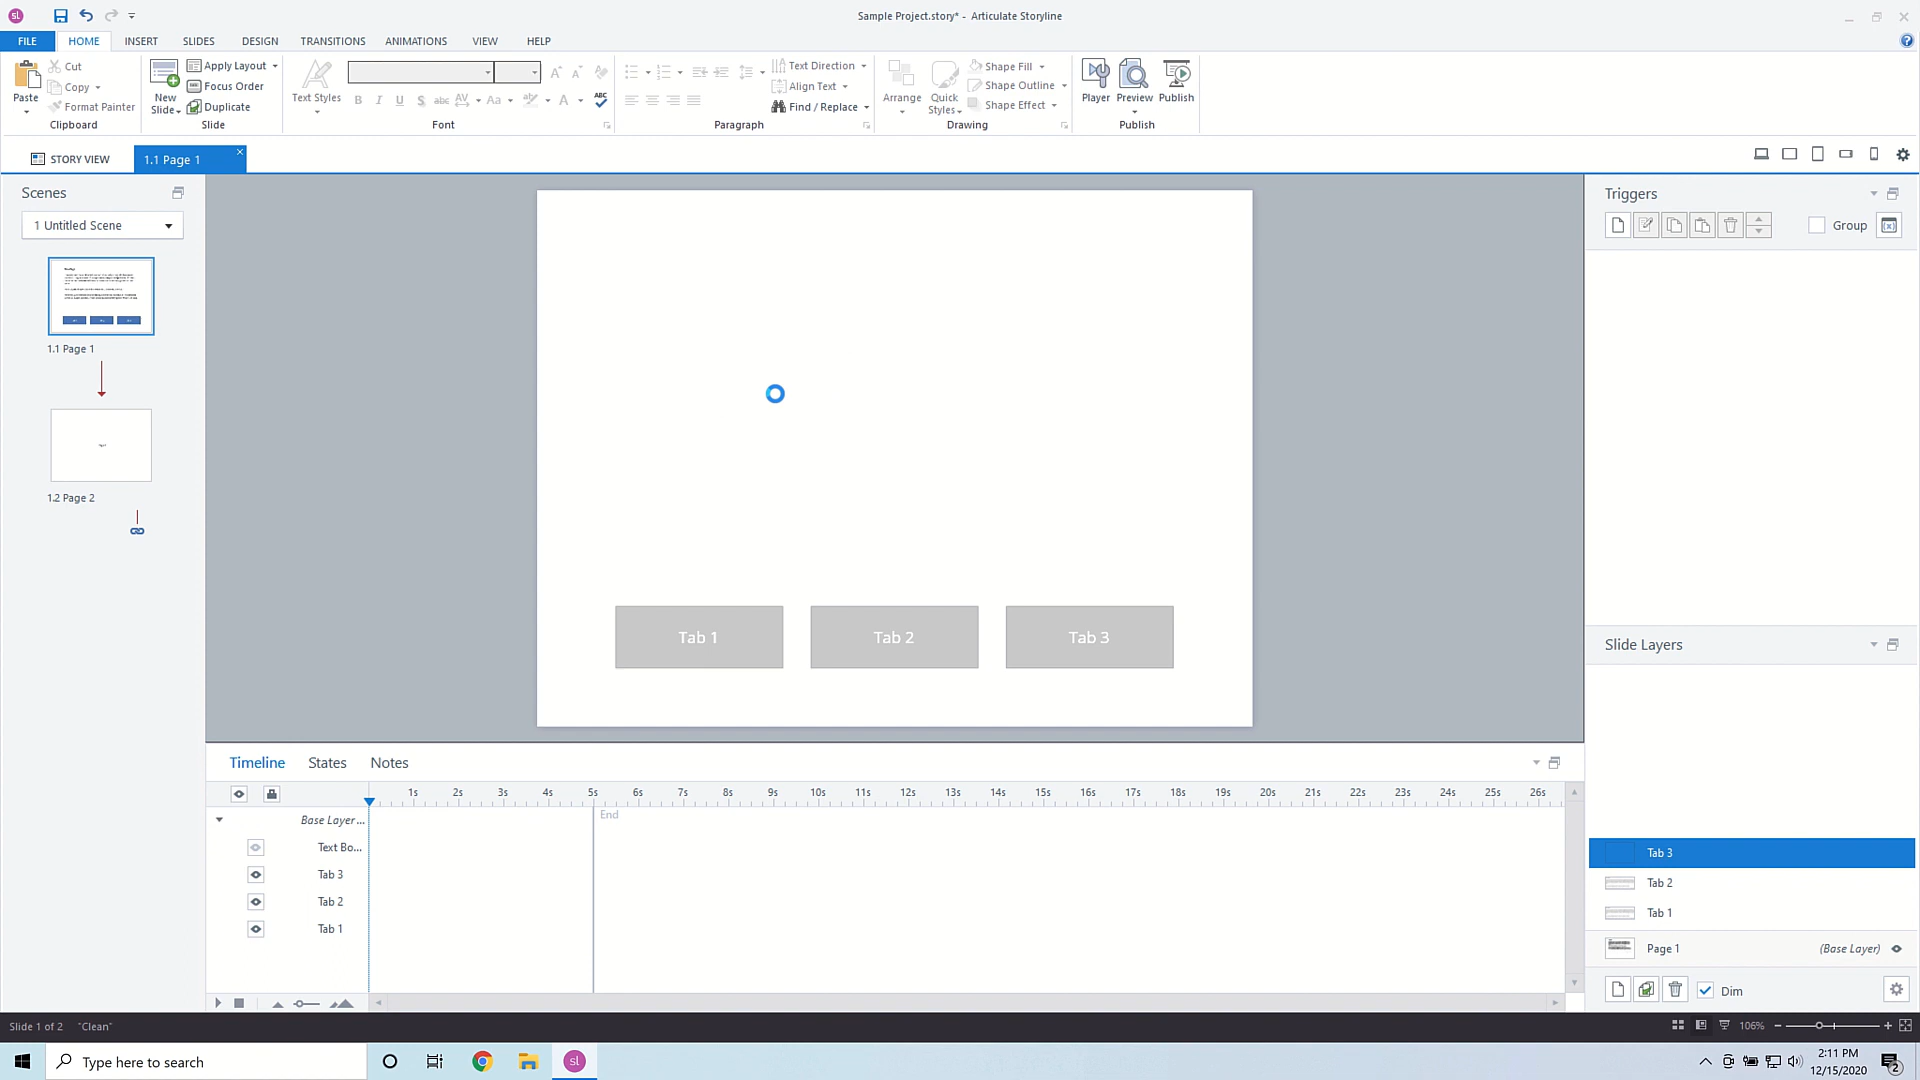 sl Sample Project.story* - Articulate Storyline
FILE HOME INSERT SLIDES DESIGN TRANSITIONS ANIMATIONS VIEW HELP
Paste Cut Copy Format Painter Clipboard
New Slide Apply Layout Focus Order Duplicate Slide
Text Styles B I U S abc AV Aa A ABC Font
Text Direction Align Text Find / Replace Paragraph
Arrange Quick Styles Shape Fill Shape Outline Shape Effect Drawing
Player Preview Publish Publish
STORY VIEW 1.1 Page 1
Scenes
1 Untitled Scene
1.1 Page 1
1.2 Page 2
Tab 1 Tab 2 Tab 3
Triggers
Group
Slide Layers
Tab 3
Tab 2
Tab 1
Page 1 (Base Layer)
Dim
Timeline States Notes
1s 2s 3s 4s 5s 6s 7s 8s 9s 10s 11s 12s 13s 14s 15s 16s 17s 18s 19s 20s 21s 22s 23s 24s 25s 26s
Base Layer ... End
Text Bo...
Tab 3
Tab 2
Tab 1
Slide 1 of 2 "Clean" 106%
Type here to search sl 2:11 PM
12/15/2020 2